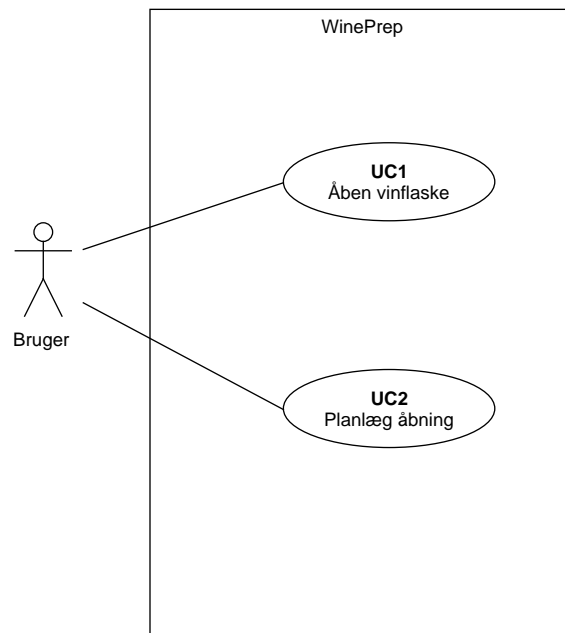 WinePrep
UC1
Åben vinflaske
Bruger
UC2
Planlæg åbning